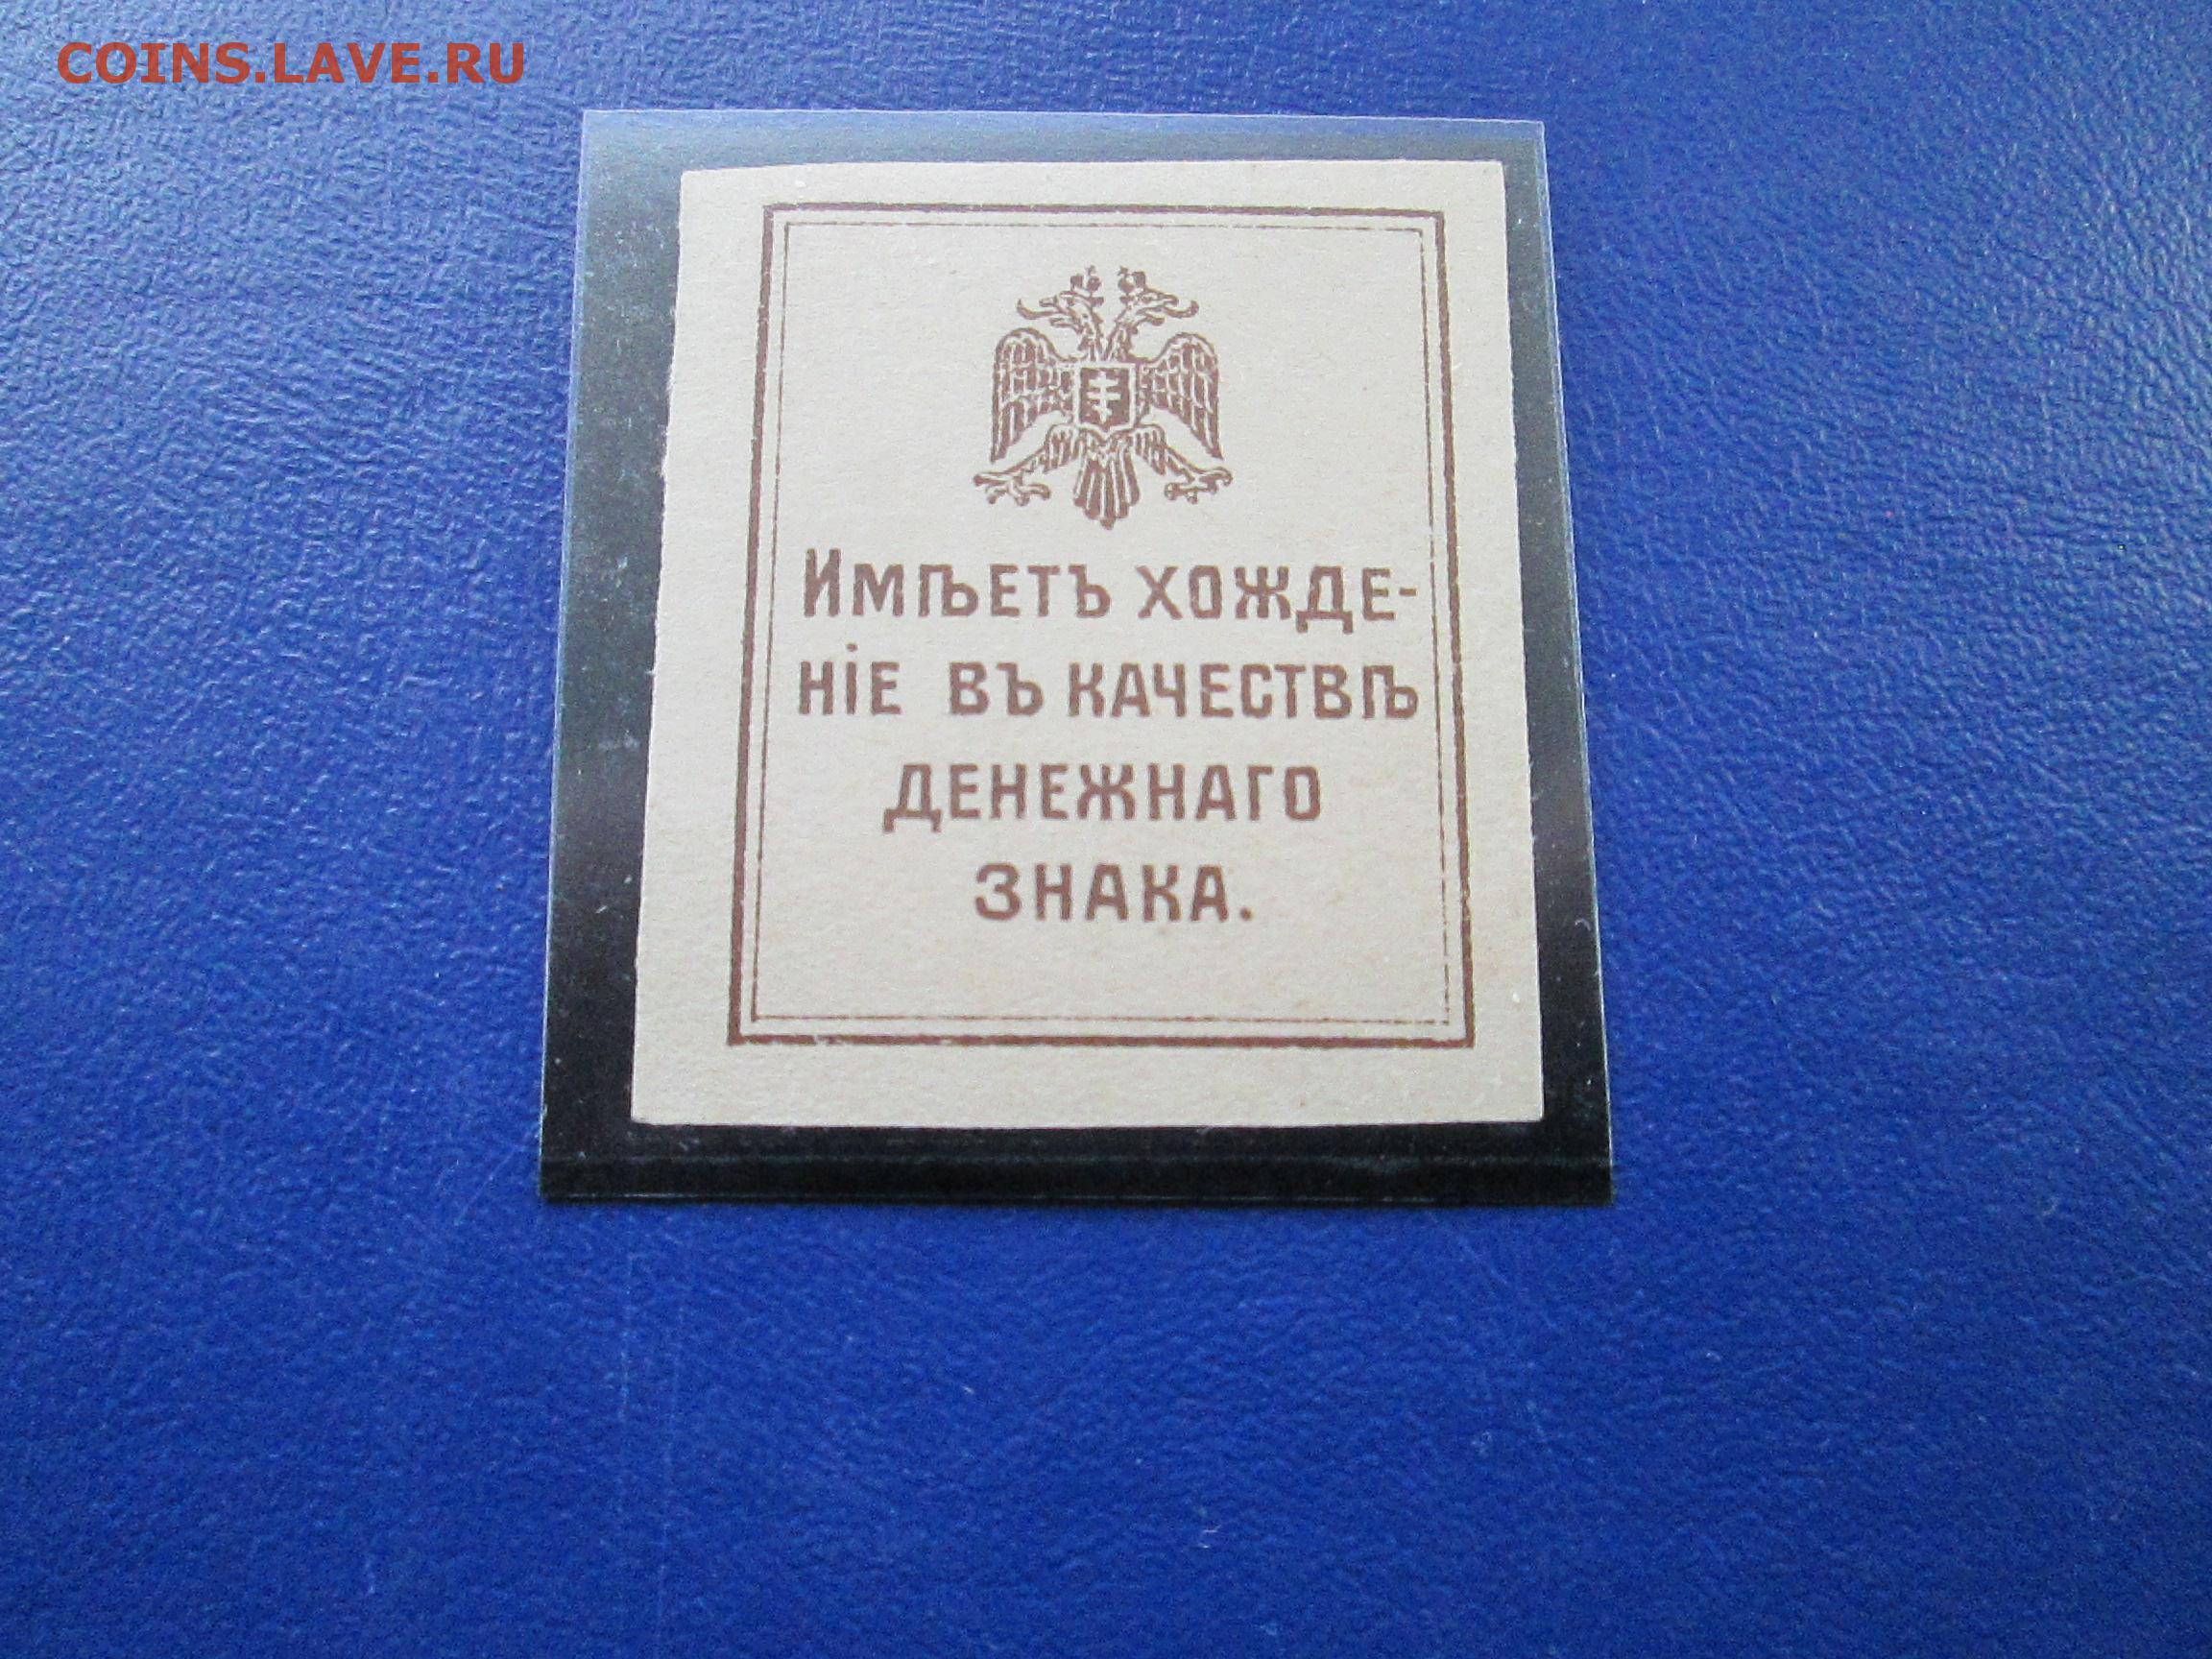 COINS.LAVE.RU
Имѣетъ хожде-
ніе въ качествѣ
денежнаго
знака.